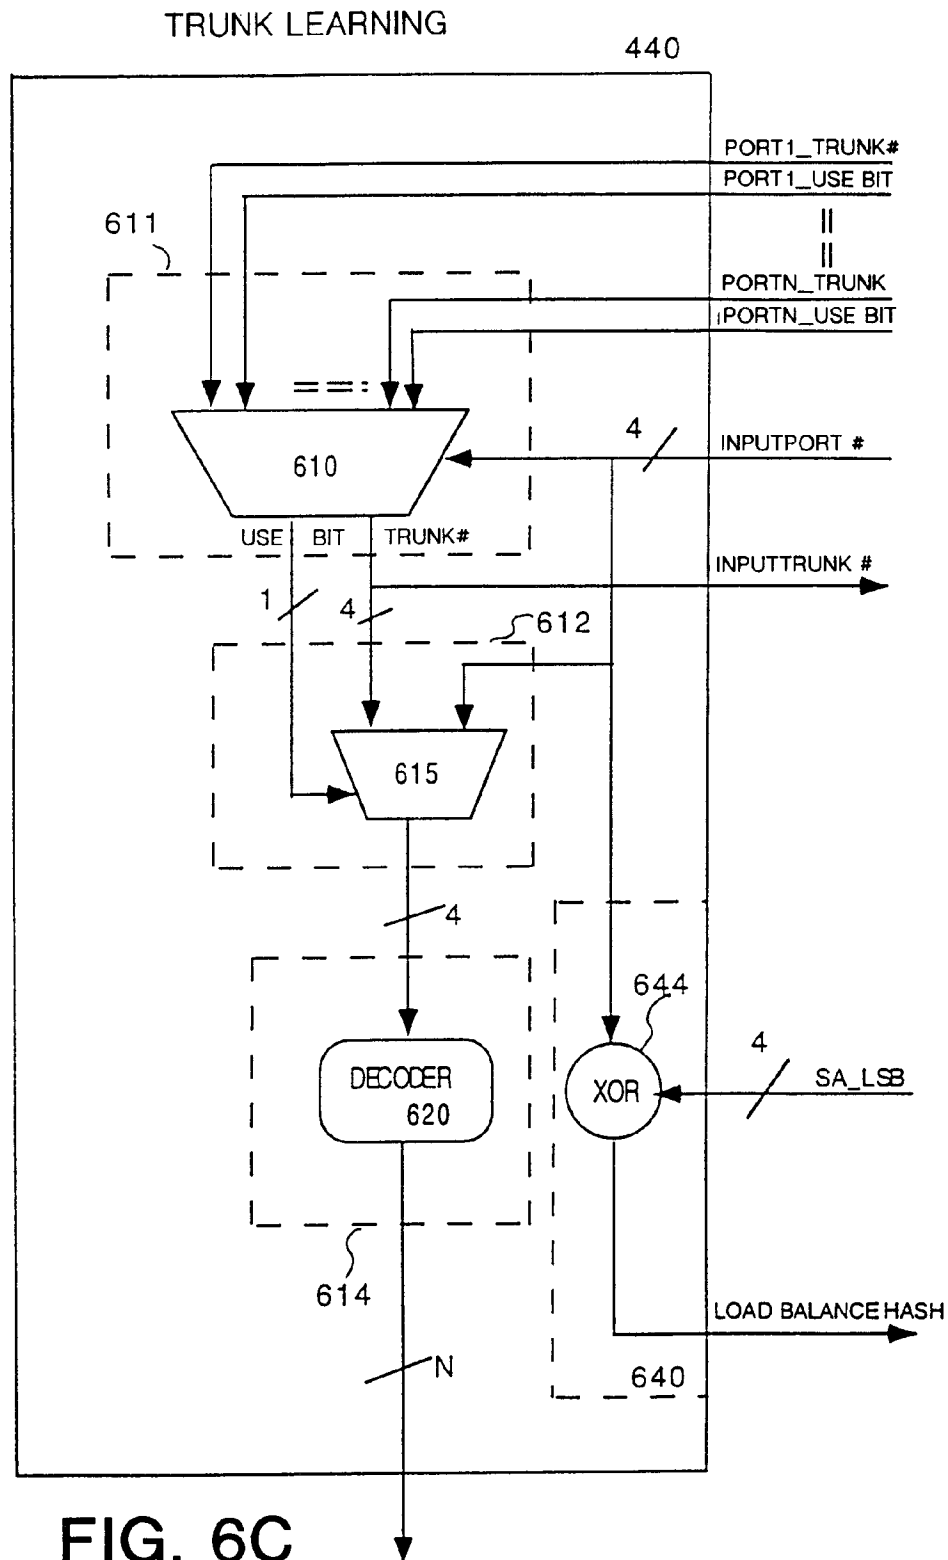 TRUNK LEARNING
440
PORT1_TRUNK#
PORT1_USE BIT
611
PORTN_TRUNK
PORTN_USE BIT
4
INPUTPORT #
610
USE BIT TRUNK#
INPUTTRUNK #
1
4
612
615
4
644
4
SA_LSB
DECODER
620
XOR
614
LOAD BALANCE HASH
N
640
FIG. 6C